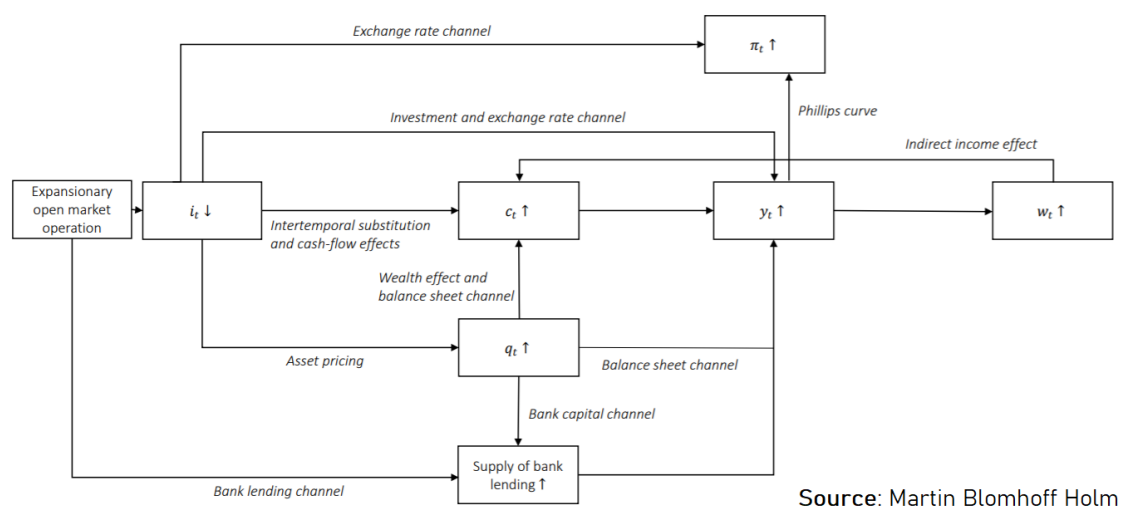 Exchange rate channel
πₜ ↑
Investment and exchange rate channel
Phillips curve
Indirect income effect
Expansionary
open market
operation
iₜ ↓
Intertemporal substitution
and cash-flow effects
cₜ ↑
yₜ ↑
wₜ ↑
Wealth effect and
balance sheet channel
Asset pricing
qₜ ↑
Balance sheet channel
Bank capital channel
Supply of bank
lending ↑
Bank lending channel
Source: Martin Blomhoff Holm